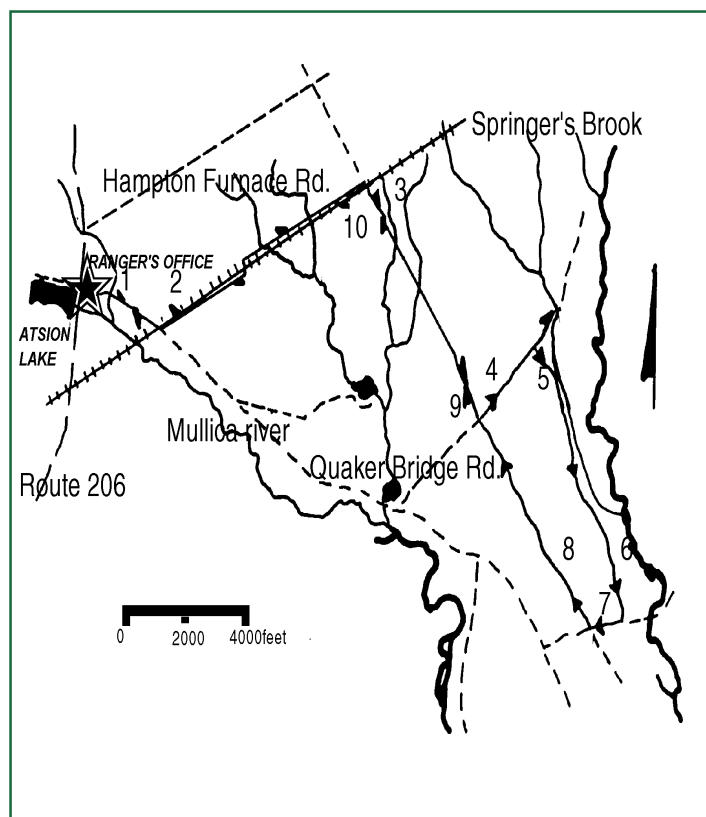 Springer's Brook
Hampton Furnace Rd.
3
10
RANGER'S OFFICE
1
2
ATSION
LAKE
4
5
9
Mullica river
Quaker Bridge Rd.
Route 206
8
6
7
0
2000
4000feet